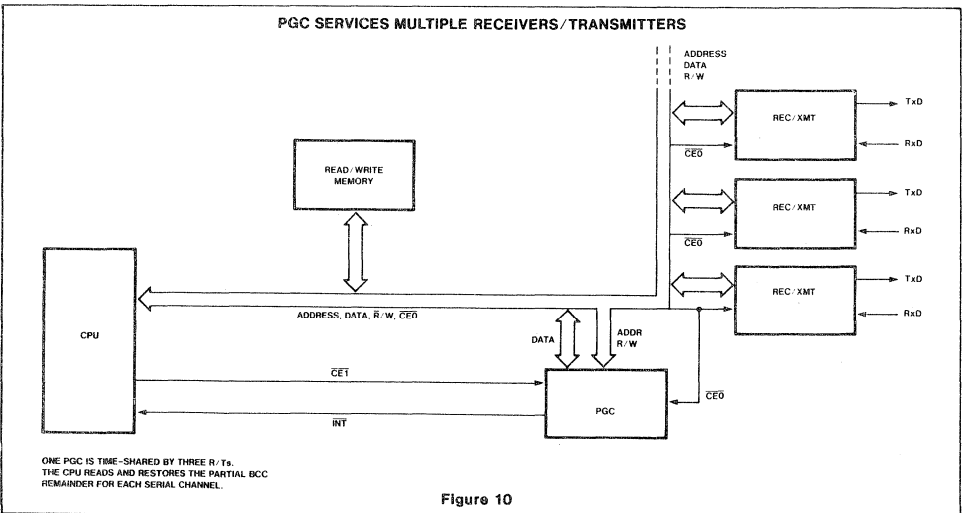 PGC SERVICES MULTIPLE RECEIVERS/TRANSMITTERS
ADDRESS
DATA
R/W
REC/XMT
TxD
RxD
CE0
READ/WRITE
MEMORY
REC/XMT
TxD
RxD
CE0
REC/XMT
TxD
RxD
CPU
ADDRESS, DATA, R̅/W, C̅E̅0̅
DATA
ADDR
R/W
CE1
CE0
PGC
INT
ONE PGC IS TIME-SHARED BY THREE R/Ts.
THE CPU READS AND RESTORES THE PARTIAL BCC
REMAINDER FOR EACH SERIAL CHANNEL.
Figure 10